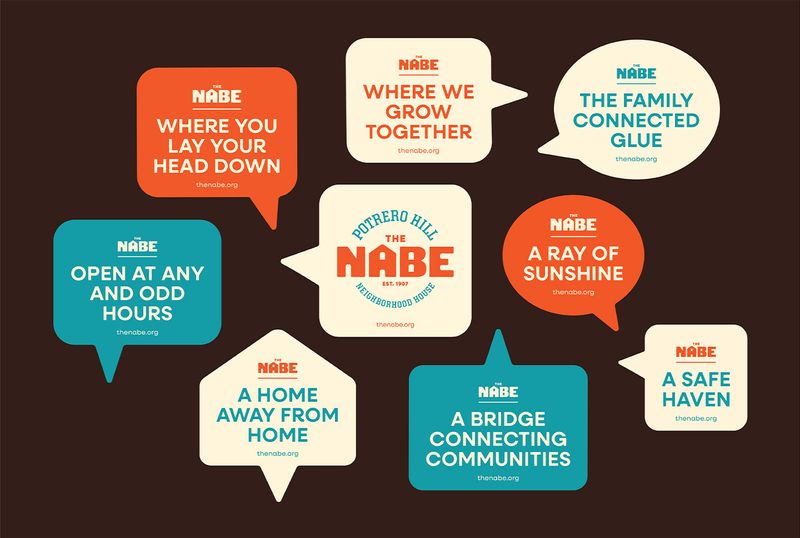 THE
NABE
WHERE WE
GROW
TOGETHER
thenabe.org
THE
NABE
THE FAMILY
CONNECTED
GLUE
thenabe.org
THE
NABE
WHERE YOU
LAY YOUR
HEAD DOWN
thenabe.org
POTRERO HILL
THE
NABE
EST. 1907
NEIGHBORHOOD HOUSE
thenabe.org
THE
NABE
A RAY OF
SUNSHINE
thenabe.org
THE
NABE
OPEN AT ANY
AND ODD
HOURS
thenabe.org
THE
NABE
A HOME
AWAY FROM
HOME
thenabe.org
THE
NABE
A BRIDGE
CONNECTING
COMMUNITIES
thenabe.org
THE
NABE
A SAFE
HAVEN
thenabe.org